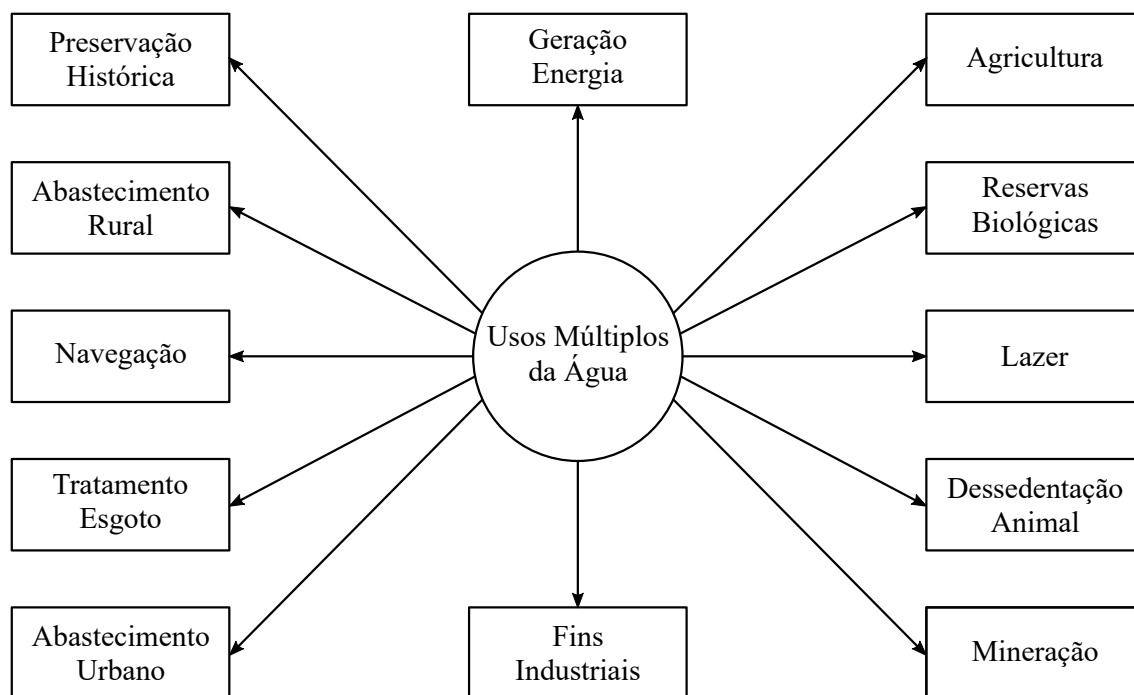 Preservação
Histórica
Geração
Energia
Agricultura
Abastecimento
Rural
Reservas
Biológicas
Navegação
Usos Múltiplos
da Água
Lazer
Tratamento
Esgoto
Dessedentação
Animal
Abastecimento
Urbano
Fins
Industriais
Mineração